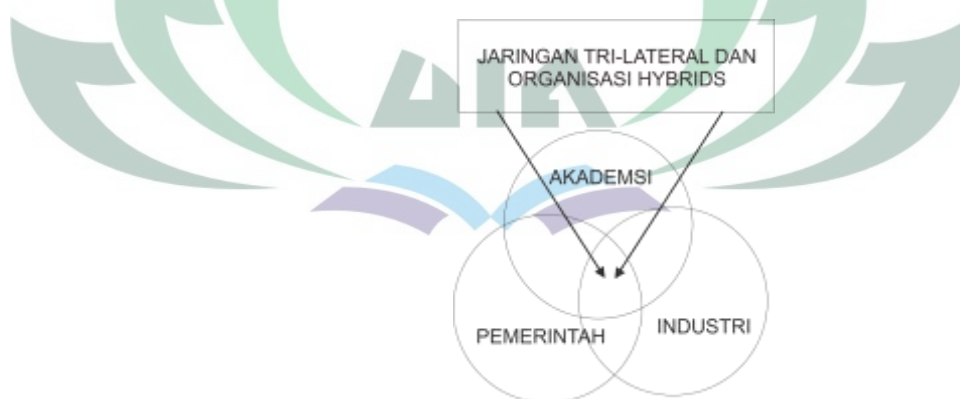 JARINGAN TRI-LATERAL DAN
ORGANISASI HYBRIDS
AKADEMSI
PEMERINTAH
INDUSTRI